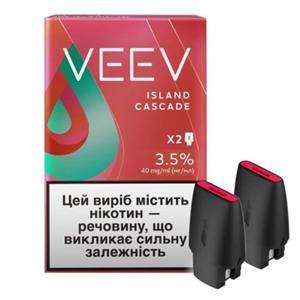 VEEV
ISLAND
CASCADE
X2
3.5%
40 mg/ml (мг/мл)
Цей виріб містить
нікотин –
речовину, що
викликає сильну
залежність